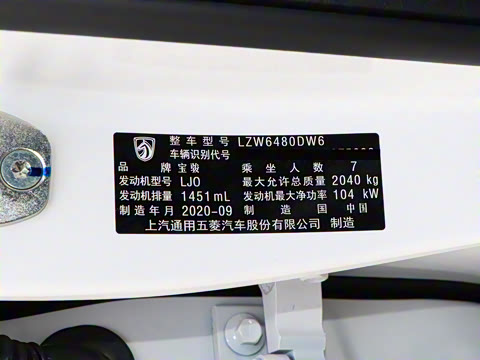 整车型号 LZW6480DW6
车辆识别代号
品牌 宝骏 乘坐人数 7
发动机型号 LJO 最大允许总质量 2040 kg
发动机排量 1451 mL 发动机最大净功率 104 kW
制造年月 2020-09 制造国 中国
上汽通用五菱汽车股份有限公司 制造